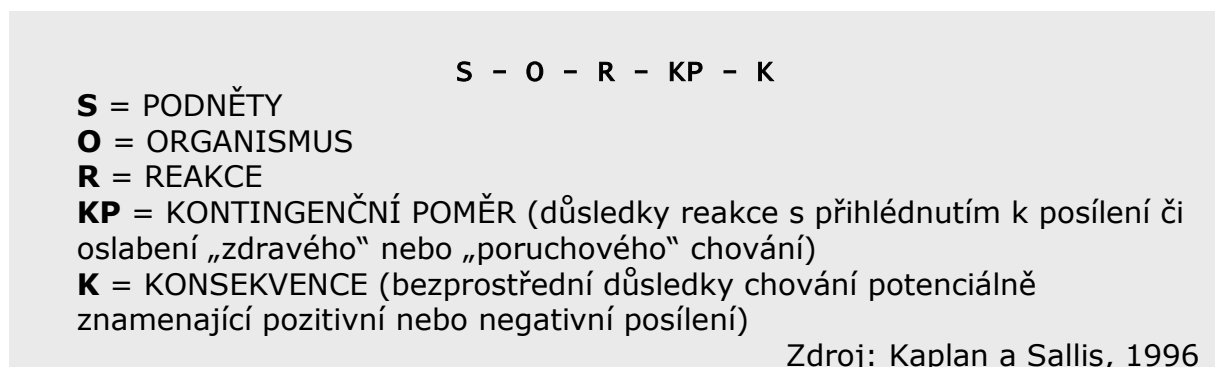 S – O – R – KP – K
S = PODNĚTY
O = ORGANISMUS
R = REAKCE
KP = KONTINGENČNÍ POMĚR (důsledky reakce s přihlédnutím k posílení či
oslabení „zdravého“ nebo „poruchového“ chování)
K = KONSEKVENCE (bezprostřední důsledky chování potenciálně
znamenající pozitivní nebo negativní posílení)
Zdroj: Kaplan a Sallis, 1996